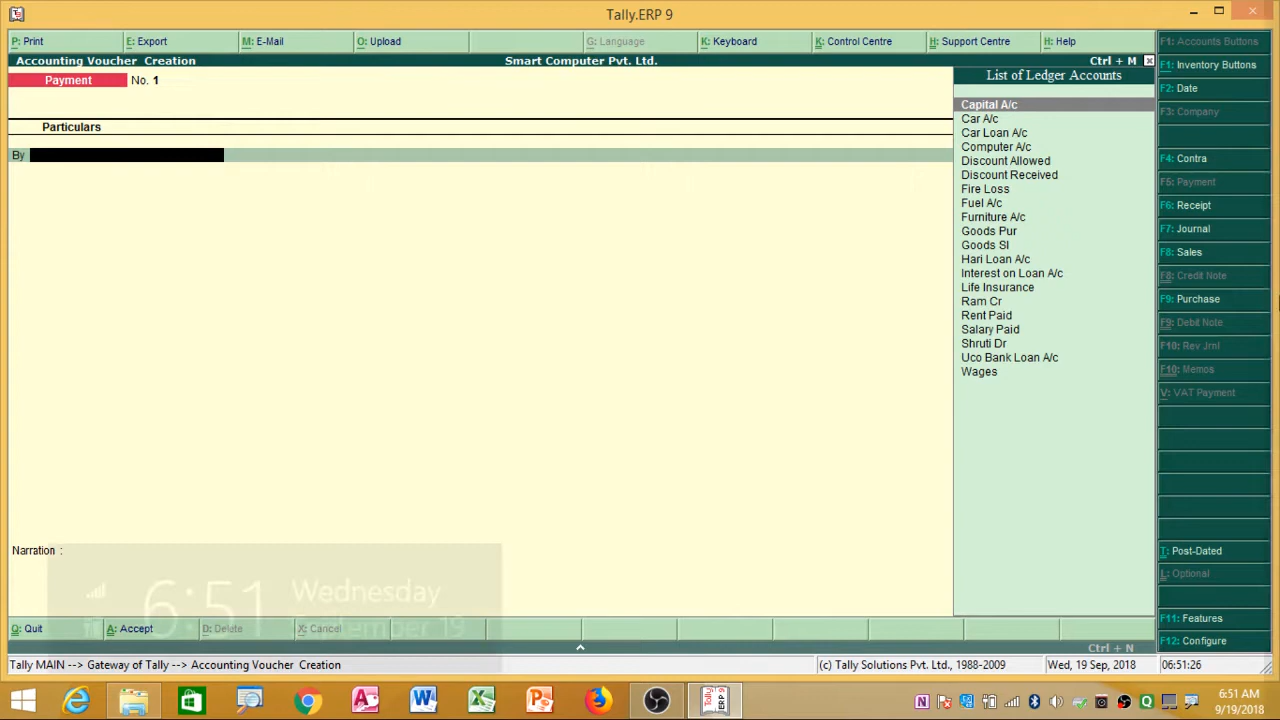 Tally.ERP 9
P: Print
E: Export
M: E-Mail
O: Upload
G: Language
K: Keyboard
K: Control Centre
H: Support Centre
H: Help
Accounting Voucher Creation
Smart Computer Pvt. Ltd.
Ctrl + M
Payment No. 1
Particulars
By
List of Ledger Accounts
Capital A/c
Car A/c
Car Loan A/c
Computer A/c
Discount Allowed
Discount Received
Fire Loss
Fuel A/c
Furniture A/c
Goods Pur
Goods Sl
Hari Loan A/c
Interest on Loan A/c
Life Insurance
Ram Cr
Rent Paid
Salary Paid
Shruti Dr
Uco Bank Loan A/c
Wages
F1: Accounts Buttons
F1: Inventory Buttons
F2: Date
F3: Company
F4: Contra
F5: Payment
F6: Receipt
F7: Journal
F8: Sales
F8: Credit Note
F9: Purchase
F9: Debit Note
F10: Rev Jrnl
F10: Memos
V: VAT Payment
T: Post-Dated
L: Optional
F11: Features
F12: Configure
Narration :
6:51 Wednesday
September 19
Q: Quit
A: Accept
D: Delete
X: Cancel
Ctrl + N
Tally MAIN --> Gateway of Tally --> Accounting Voucher Creation
(c) Tally Solutions Pvt. Ltd., 1988-2009
Wed, 19 Sep, 2018
06:51:26
6:51 AM
9/19/2018